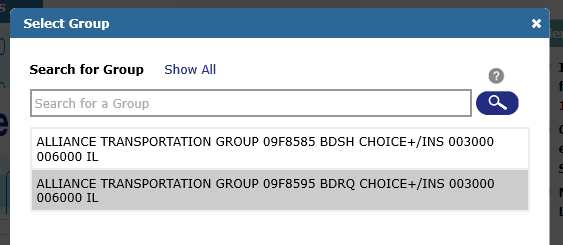 Select Group
Search for Group Show All
Search for a Group
ALLIANCE TRANSPORTATION GROUP 09F8585 BDSH CHOICE+/INS 003000
006000 IL
ALLIANCE TRANSPORTATION GROUP 09F8595 BDRQ CHOICE+/INS 003000
006000 IL